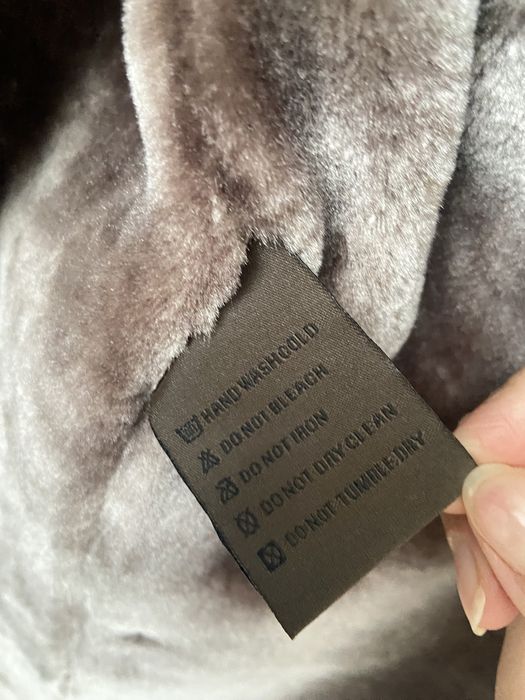 HAND WASH COLD
DO NOT BLEACH
DO NOT IRON
DO NOT DRY CLEAN
DO NOT TUMBLE DRY